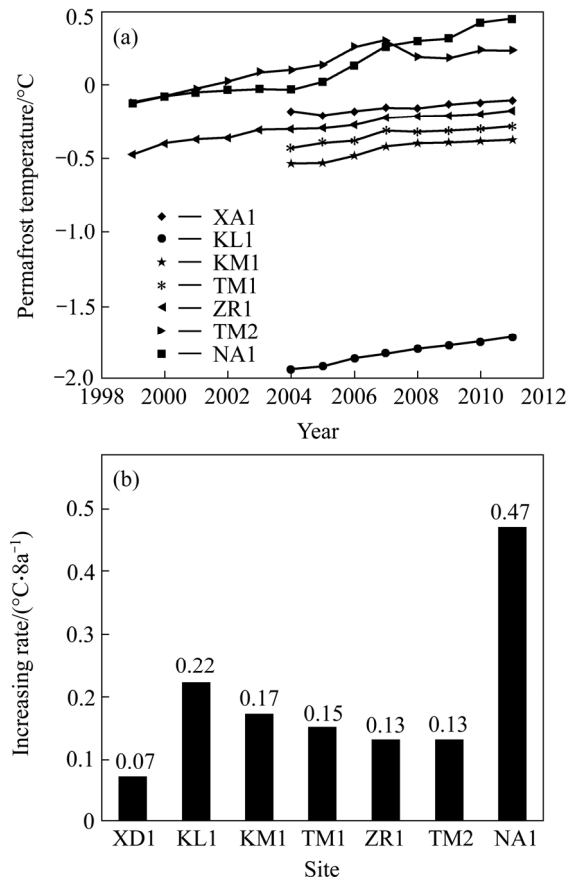 (a)
Permafrost temperature/°C
0.5
0
−0.5
−1.0
−1.5
−2.0
XA1
KL1
KM1
TM1
ZR1
TM2
NA1
1998 2000 2002 2004 2006 2008 2010 2012
Year
(b)
Increasing rate/(°C·8a⁻¹)
0.5
0.4
0.3
0.2
0.1
0
0.07
0.22
0.17
0.15
0.13
0.13
0.47
XD1 KL1 KM1 TM1 ZR1 TM2 NA1
Site